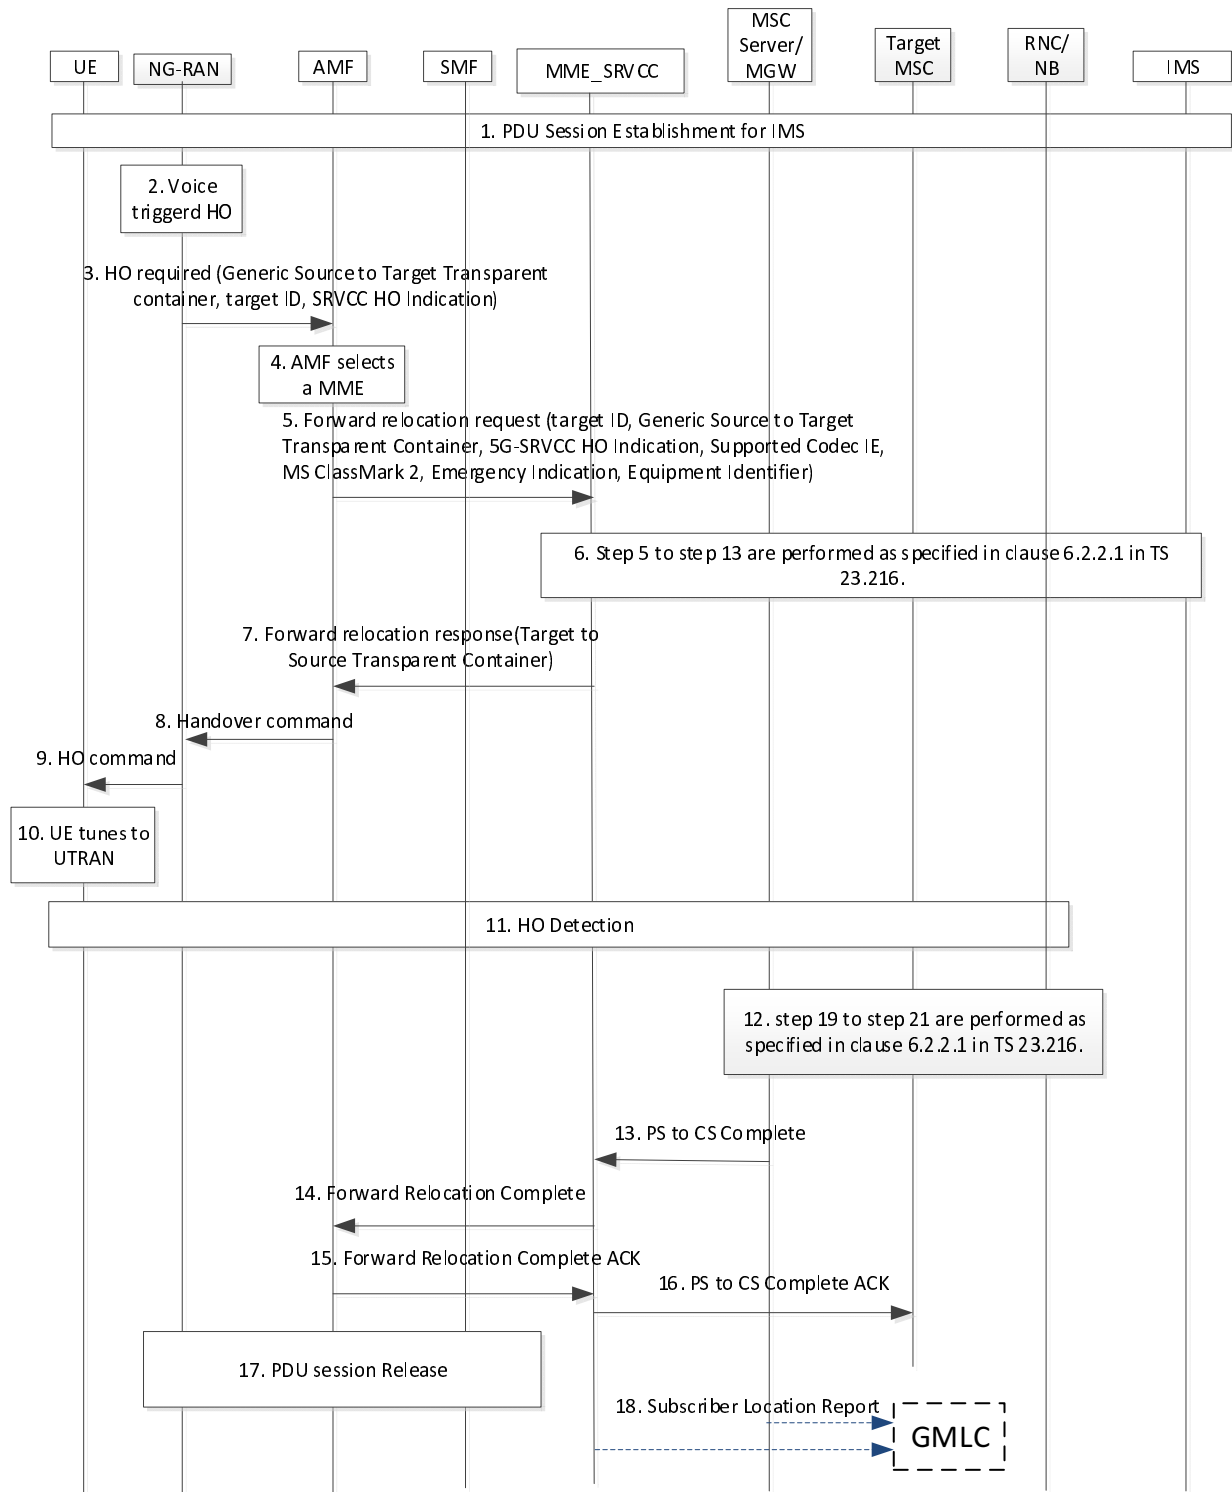 MSC
Server/
MGW
Target
MSC
RNC/
NB
UE
NG-RAN
AMF
SMF
MME_SRVCC
IMS
1. PDU Session Establishment for IMS
2. Voice
triggerd HO
3. HO required (Generic Source to Target Transparent
container, target ID, SRVCC HO Indication)
4. AMF selects
a MME
5. Forward relocation request (target ID, Generic Source to Target
Transparent Container, 5G-SRVCC HO Indication, Supported Codec IE,
MS ClassMark 2, Emergency Indication, Equipment Identifier)
6. Step 5 to step 13 are performed as specified in clause 6.2.2.1 in TS
23.216.
7. Forward relocation response(Target to
Source Transparent Container)
8. Handover command
9. HO command
10. UE tunes to
UTRAN
11. HO Detection
12. step 19 to step 21 are performed as
specified in clause 6.2.2.1 in TS 23.216.
13. PS to CS Complete
14. Forward Relocation Complete
15. Forward Relocation Complete ACK
16. PS to CS Complete ACK
17. PDU session Release
18. Subscriber Location Report
GMLC